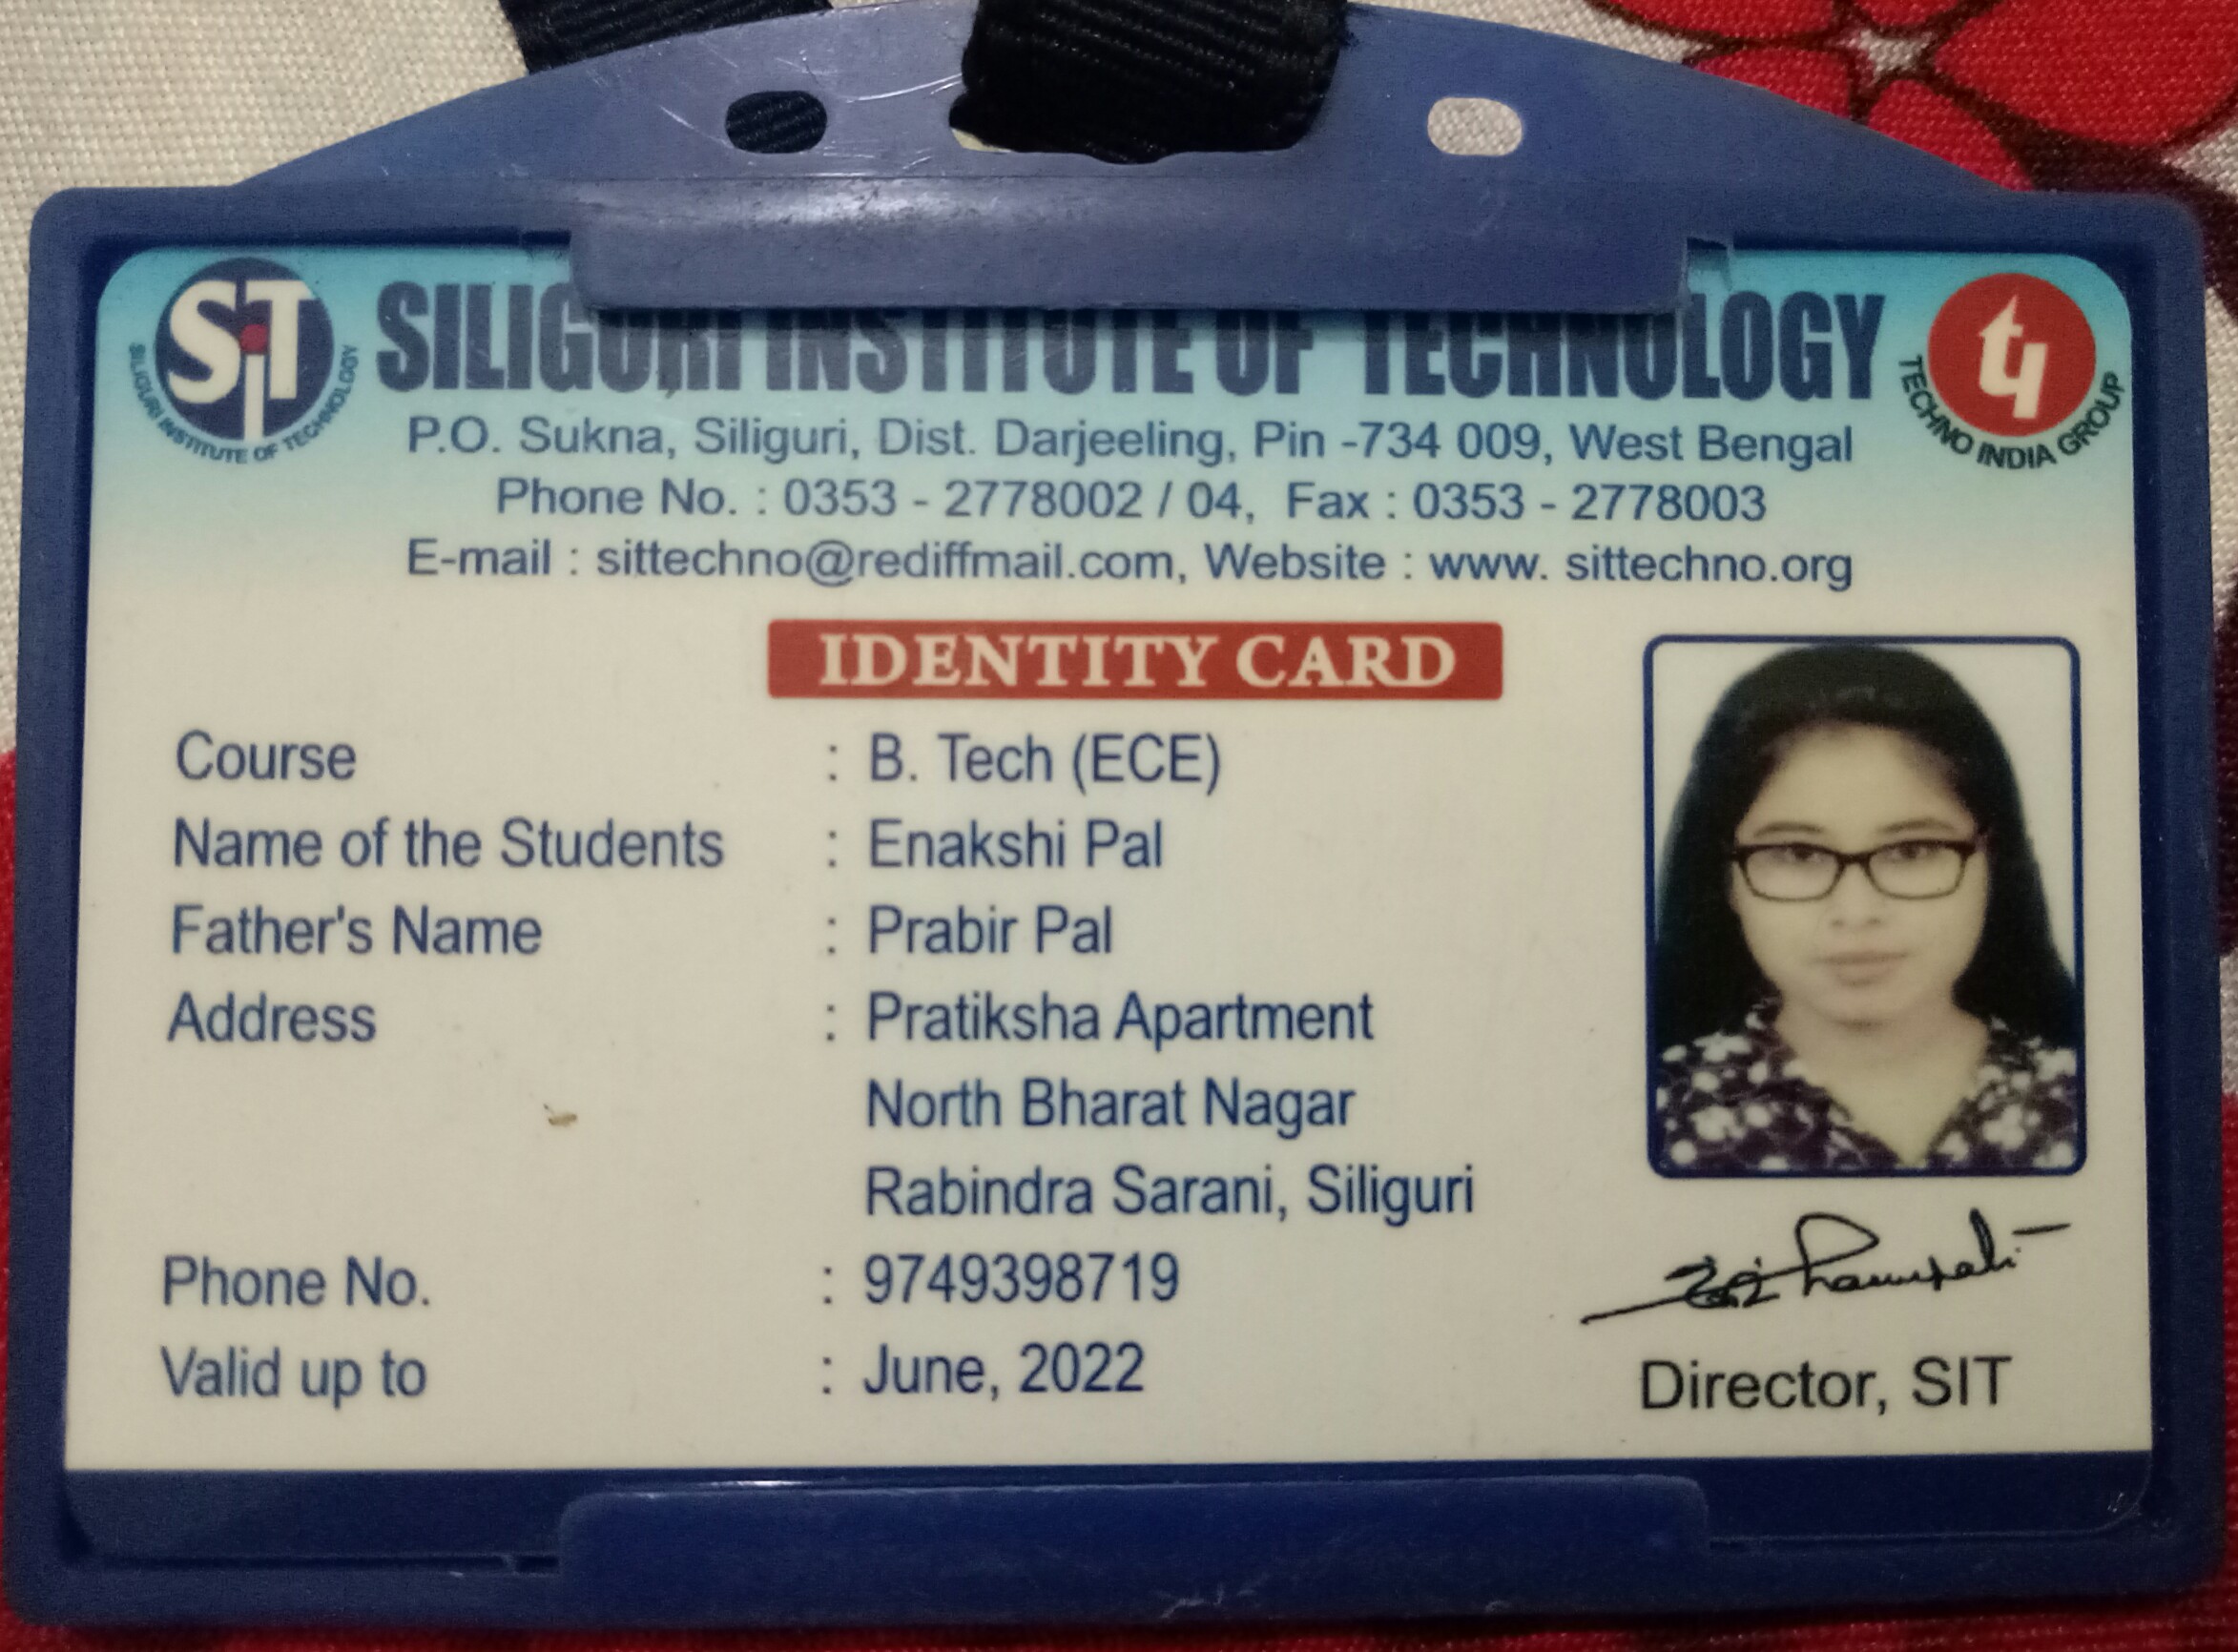 SiT
SILIGURI INSTITUTE OF TECHNOLOGY
SILIGURI INSTITUTE OF TECHNOLOGY
TECHNO INDIA GROUP
P.O. Sukna, Siliguri, Dist. Darjeeling, Pin -734 009, West Bengal
Phone No. : 0353 - 2778002 / 04, Fax : 0353 - 2778003
E-mail : sittechno@rediffmail.com, Website : www. sittechno.org
IDENTITY CARD
Course : B. Tech (ECE)
Name of the Students : Enakshi Pal
Father's Name : Prabir Pal
Address : Pratiksha Apartment
North Bharat Nagar
Rabindra Sarani, Siliguri
Phone No. : 9749398719
Valid up to : June, 2022
Director, SIT